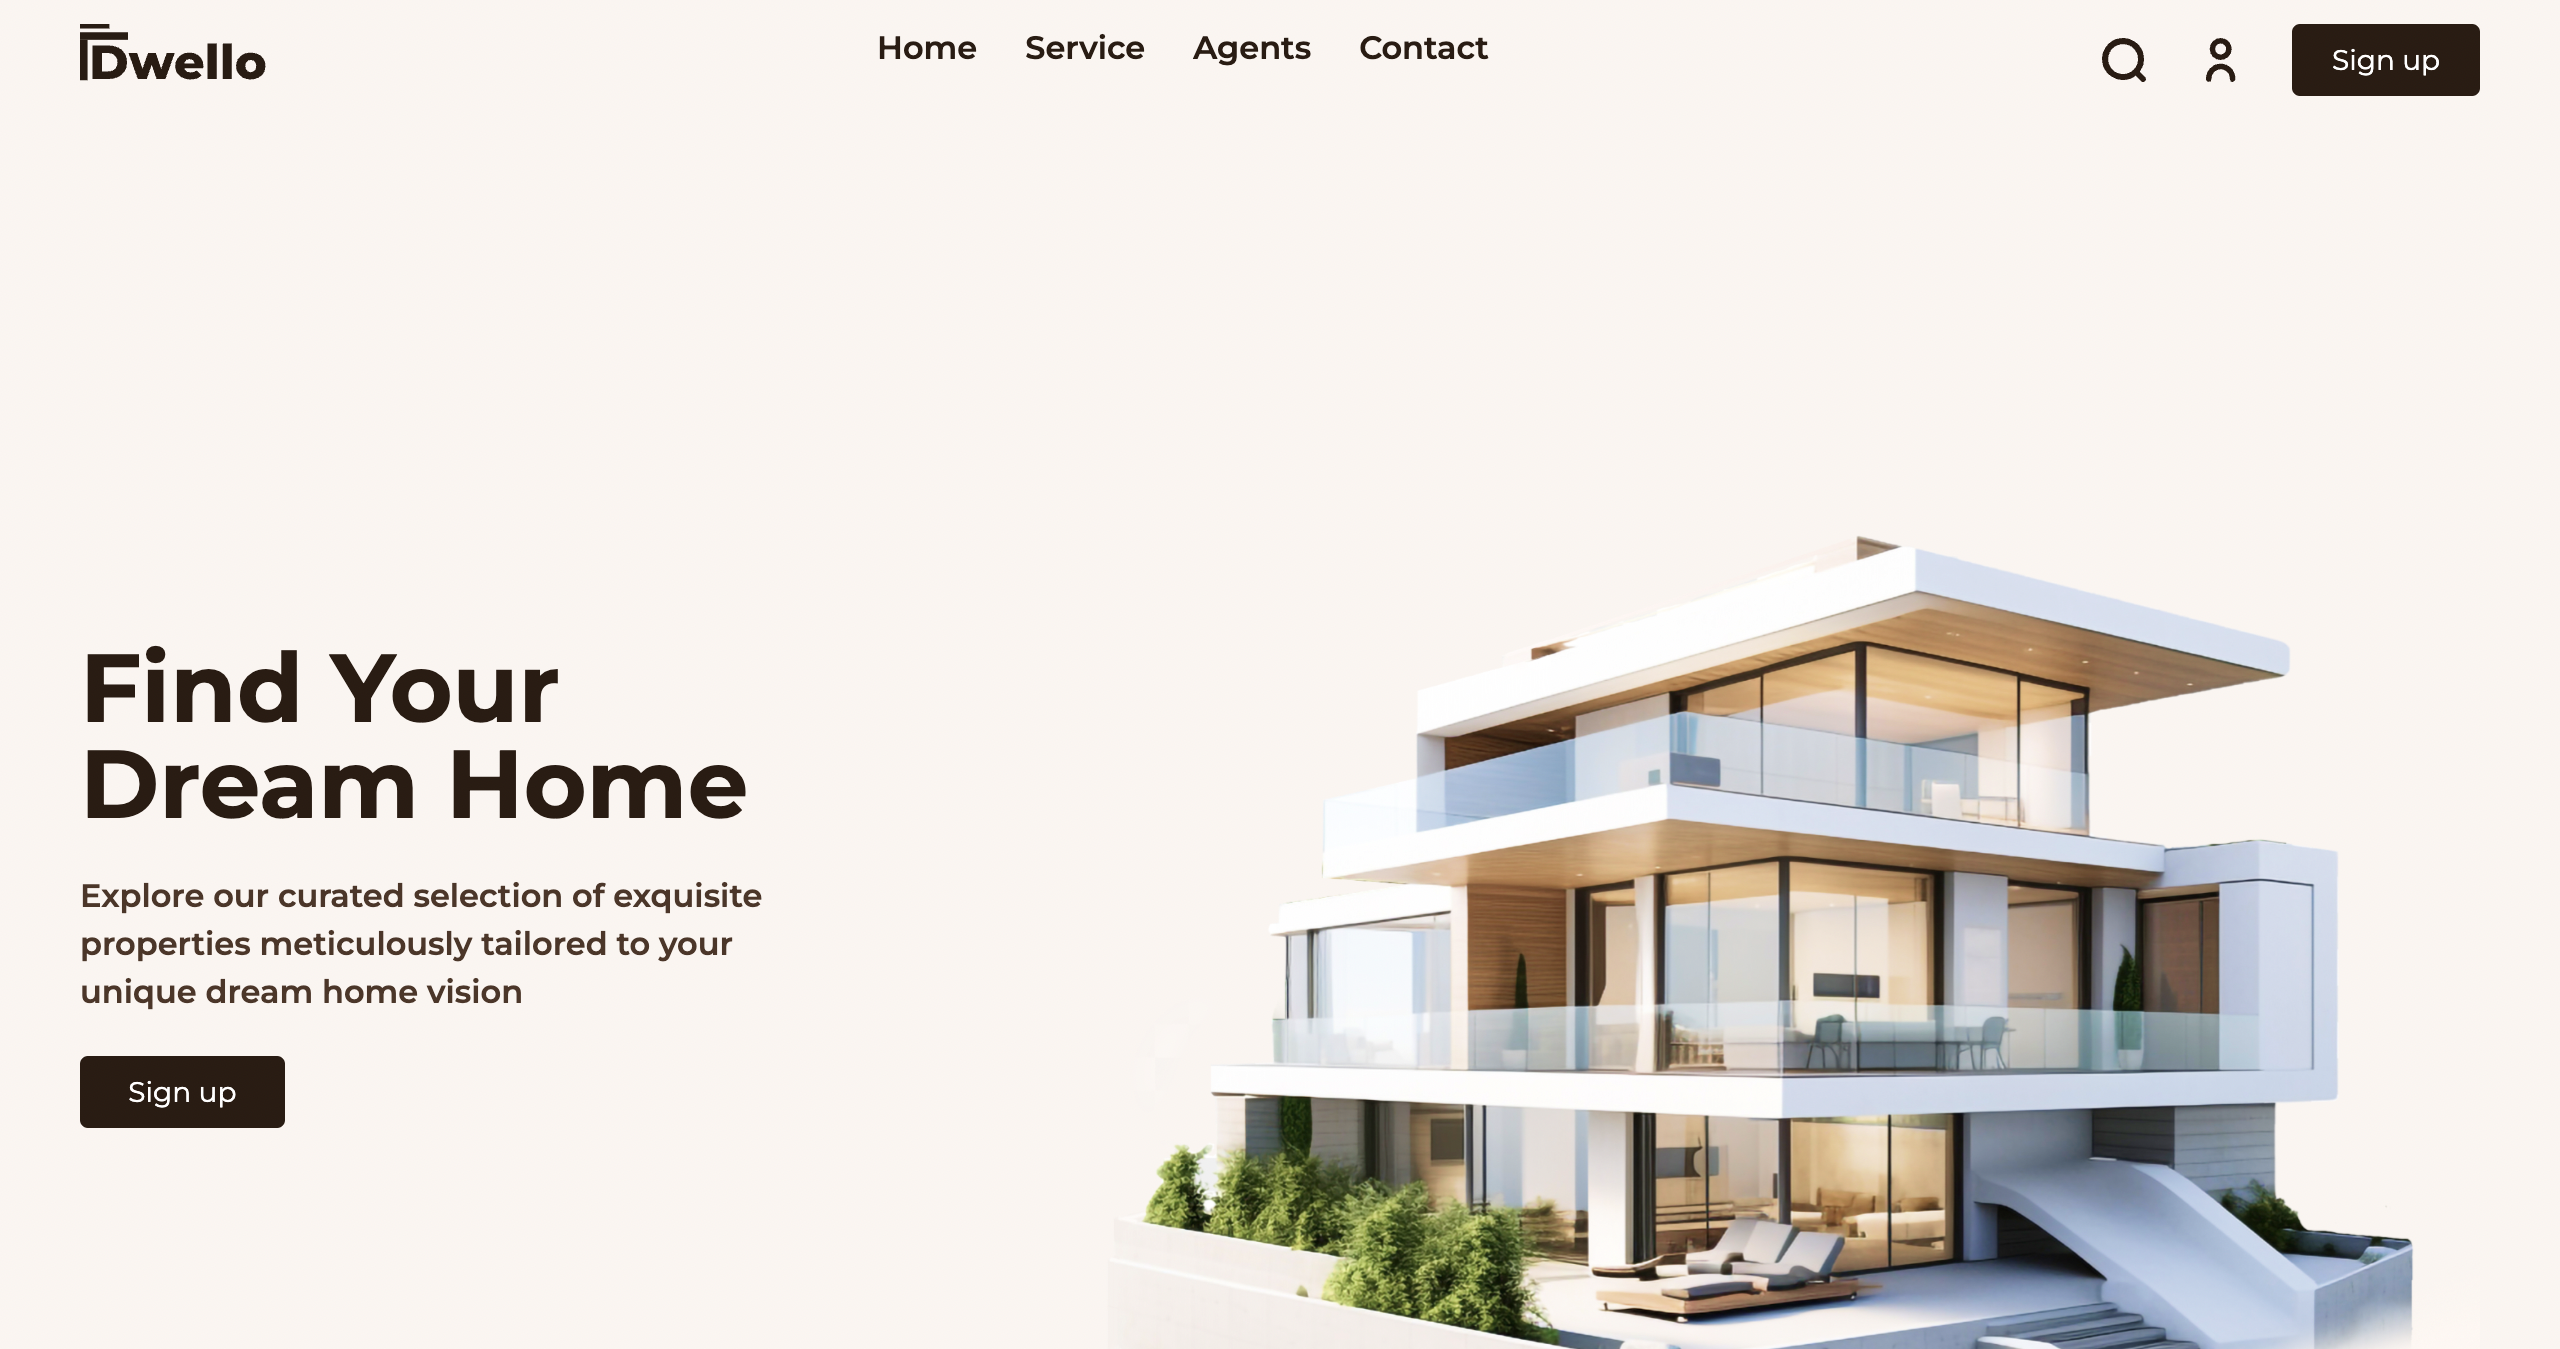 Dwello
Home Service Agents Contact
Sign up
Find Your
Dream Home
Explore our curated selection of exquisite
properties meticulously tailored to your
unique dream home vision
Sign up